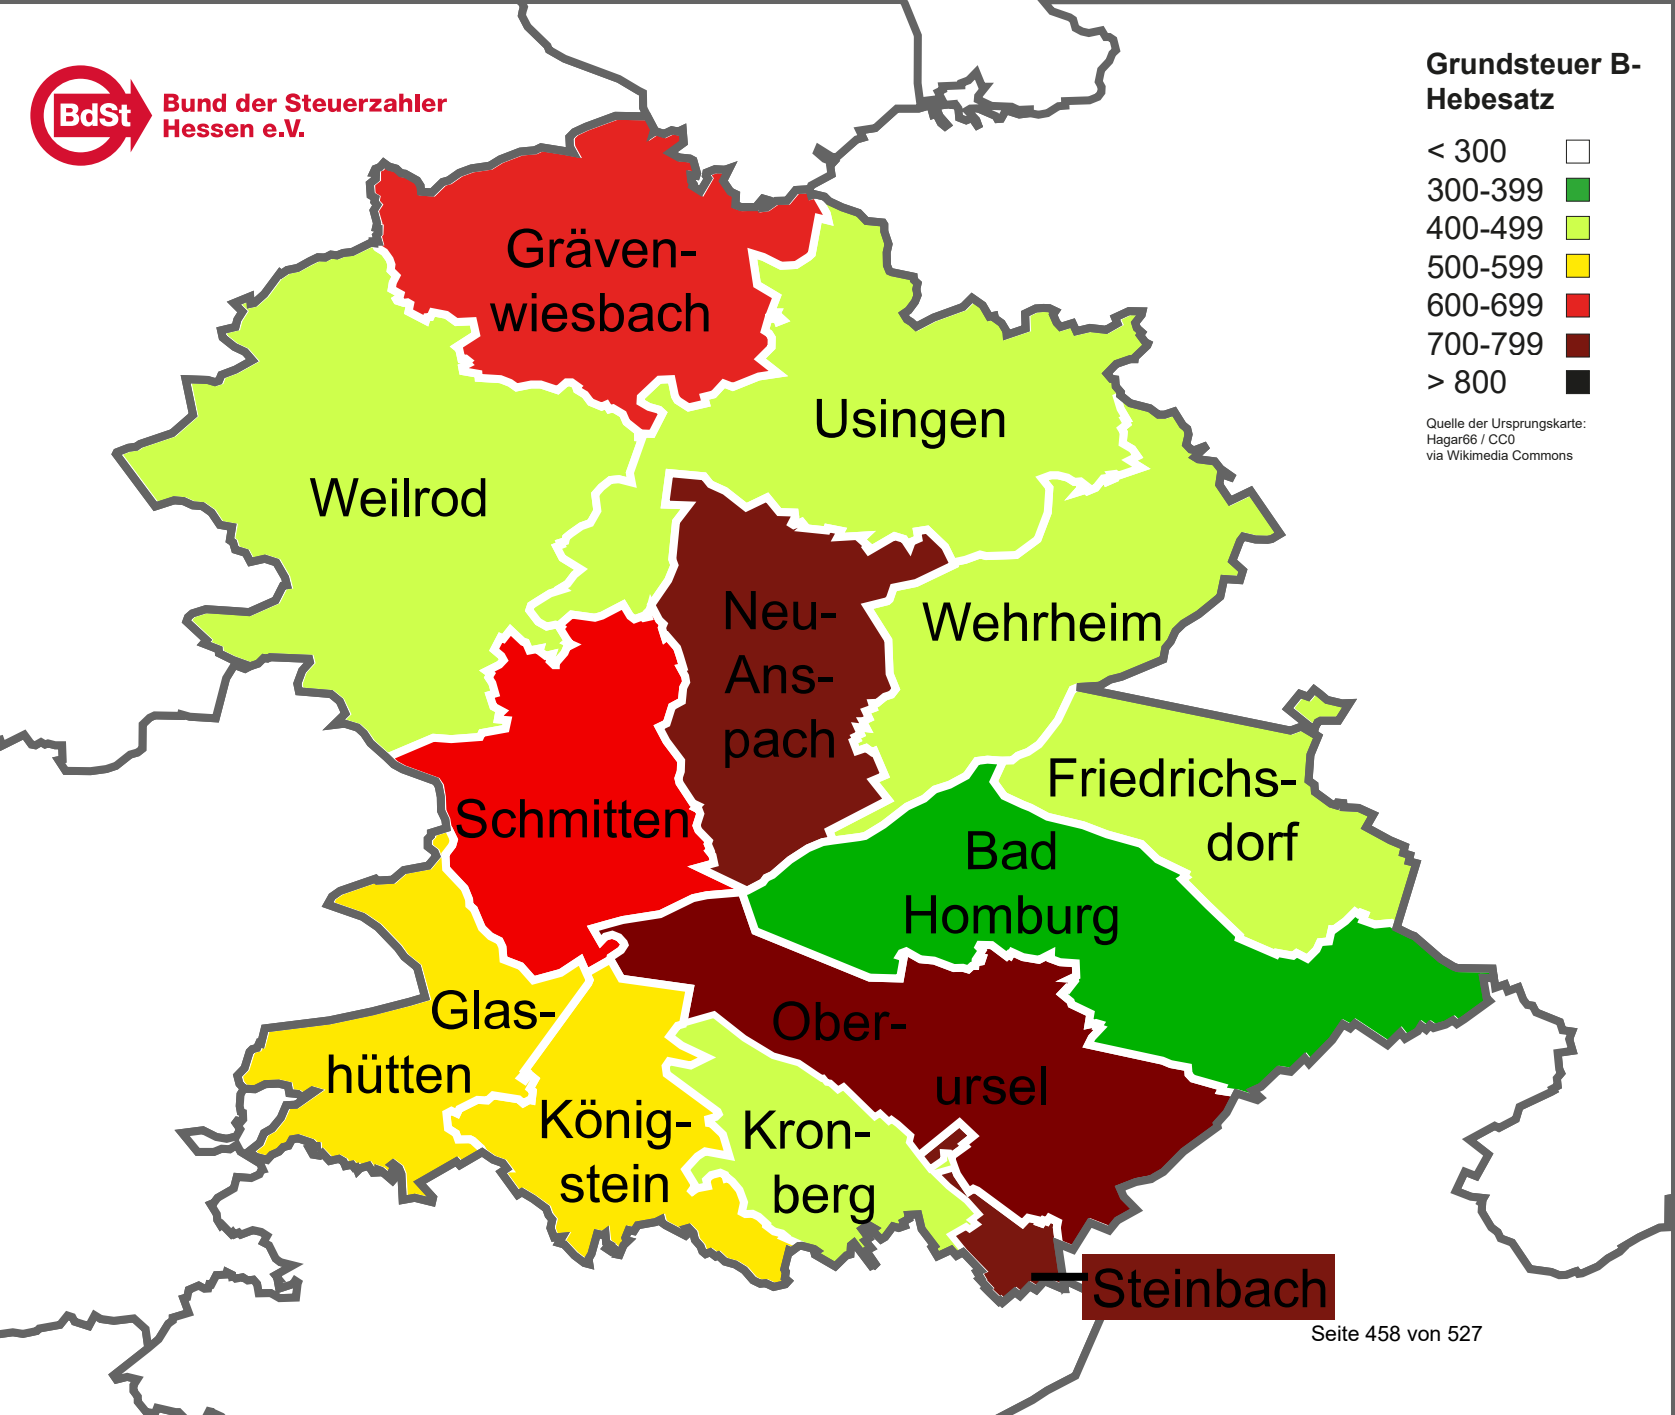 BdSt
Bund der Steuerzahler
Hessen e.V.
Grundsteuer B-
Hebesatz
< 300
300-399
400-499
500-599
600-699
700-799
> 800
Quelle der Ursprungskarte:
Hagar66 / CC0
via Wikimedia Commons
Gräven-
wiesbach
Usingen
Weilrod
Neu-
Ans-
pach
Wehrheim
Schmitten
Friedrichs-
dorf
Bad
Homburg
Glas-
hütten
Ober-
ursel
König-
stein
Kron-
berg
Steinbach
Seite 458 von 527